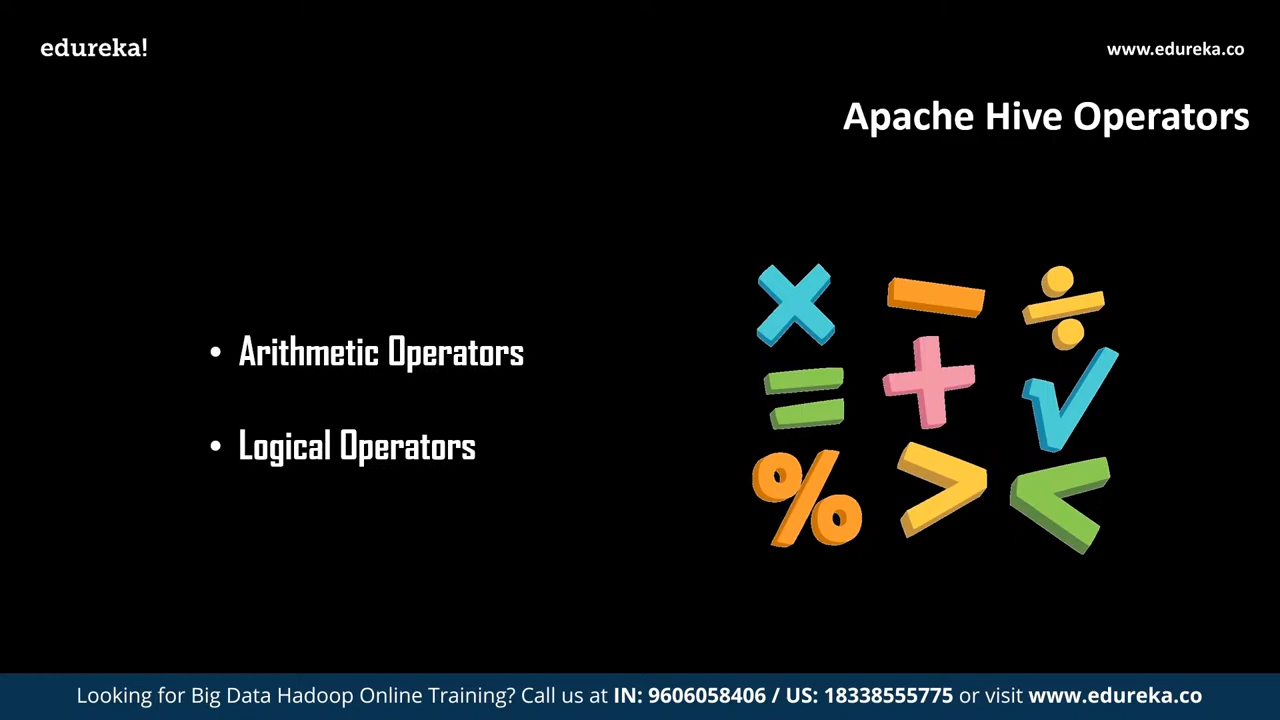 edureka!
www.edureka.co
Apache Hive Operators
• Arithmetic Operators
• Logical Operators
Looking for Big Data Hadoop Online Training? Call us at IN: 9606058406 / US: 18338555775 or visit www.edureka.co